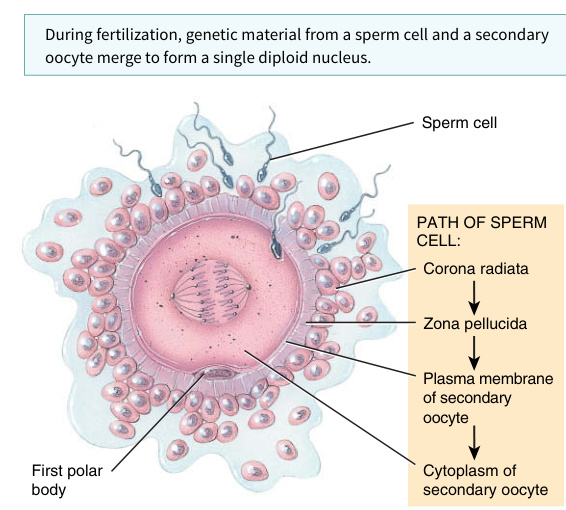 During fertilization, genetic material from a sperm cell and a secondary
oocyte merge to form a single diploid nucleus.
Sperm cell
PATH OF SPERM
CELL:
Corona radiata
Zona pellucida
Plasma membrane
of secondary
oocyte
Cytoplasm of
secondary oocyte
First polar
body